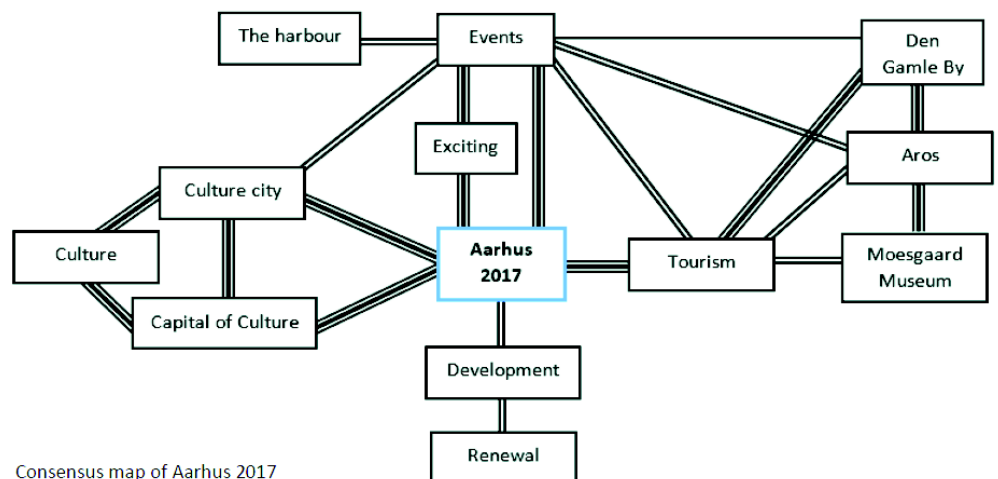 The harbour
Events
Den
Gamle By
Exciting
Aros
Culture city
Culture
Aarhus
2017
Tourism
Moesgaard
Museum
Capital of Culture
Development
Renewal
Consensus map of Aarhus 2017